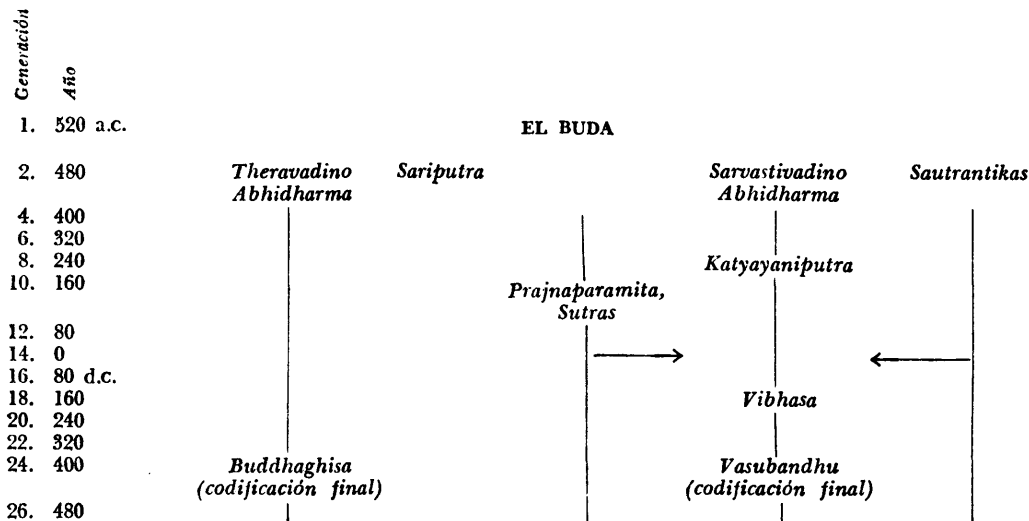 Generación Año
1. 520 a.c. EL BUDA
2. 480 Theravadino Sariputra Sarvastivadino Sautrantikas
Abhidharma Abhidharma
4. 400
6. 320
8. 240 Katyayaniputra
10. 160 Prajnaparamita,
Sutras
12. 80
14. 0
16. 80 d.c.
18. 160 Vibhasa
20. 240
22. 320
24. 400 Buddhaghisa Vasubandhu
(codificación final) (codificación final)
26. 480